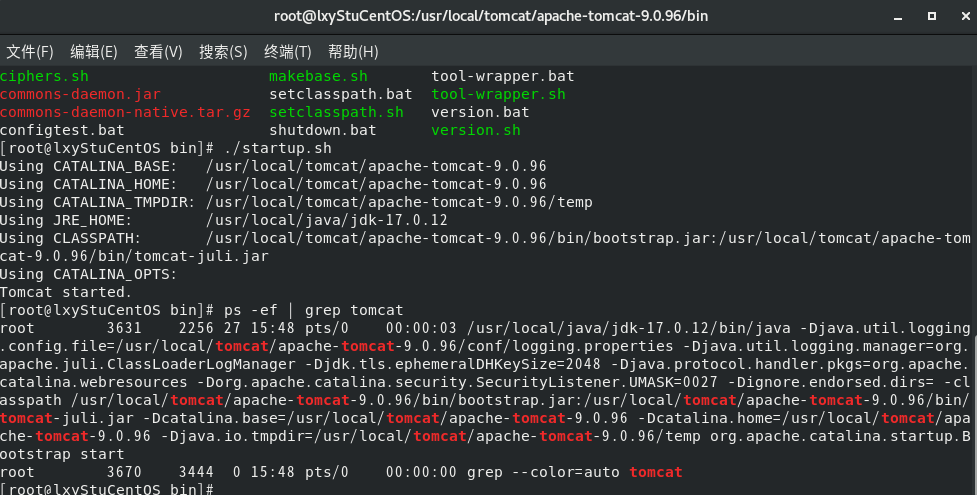 root@lxyStuCentOS:/usr/local/tomcat/apache-tomcat-9.0.96/bin
文件(F) 编辑(E) 查看(V) 搜索(S) 终端(T) 帮助(H)
ciphers.sh makebase.sh tool-wrapper.bat
commons-daemon.jar setclasspath.bat tool-wrapper.sh
commons-daemon-native.tar.gz setclasspath.sh version.bat
configtest.bat shutdown.bat version.sh
[root@lxyStuCentOS bin]# ./startup.sh
Using CATALINA_BASE: /usr/local/tomcat/apache-tomcat-9.0.96
Using CATALINA_HOME: /usr/local/tomcat/apache-tomcat-9.0.96
Using CATALINA_TMPDIR: /usr/local/tomcat/apache-tomcat-9.0.96/temp
Using JRE_HOME: /usr/local/java/jdk-17.0.12
Using CLASSPATH: /usr/local/tomcat/apache-tomcat-9.0.96/bin/bootstrap.jar:/usr/local/tomcat/apache-tom
cat-9.0.96/bin/tomcat-juli.jar
Using CATALINA_OPTS:
Tomcat started.
[root@lxyStuCentOS bin]# ps -ef | grep tomcat
root 3631 2256 27 15:48 pts/0 00:00:03 /usr/local/java/jdk-17.0.12/bin/java -Djava.util.logging
.config.file=/usr/local/tomcat/apache-tomcat-9.0.96/conf/logging.properties -Djava.util.logging.manager=org.
apache.juli.ClassLoaderLogManager -Djdk.tls.ephemeralDHKeySize=2048 -Djava.protocol.handler.pkgs=org.apache.
catalina.webresources -Dorg.apache.catalina.security.SecurityListener.UMASK=0027 -Dignore.endorsed.dirs= -cl
asspath /usr/local/tomcat/apache-tomcat-9.0.96/bin/bootstrap.jar:/usr/local/tomcat/apache-tomcat-9.0.96/bin/
tomcat-juli.jar -Dcatalina.base=/usr/local/tomcat/apache-tomcat-9.0.96 -Dcatalina.home=/usr/local/tomcat/apa
che-tomcat-9.0.96 -Djava.io.tmpdir=/usr/local/tomcat/apache-tomcat-9.0.96/temp org.apache.catalina.startup.B
ootstrap start
root 3670 3444 0 15:48 pts/0 00:00:00 grep --color=auto tomcat
[root@lxyStuCentOS bin]#